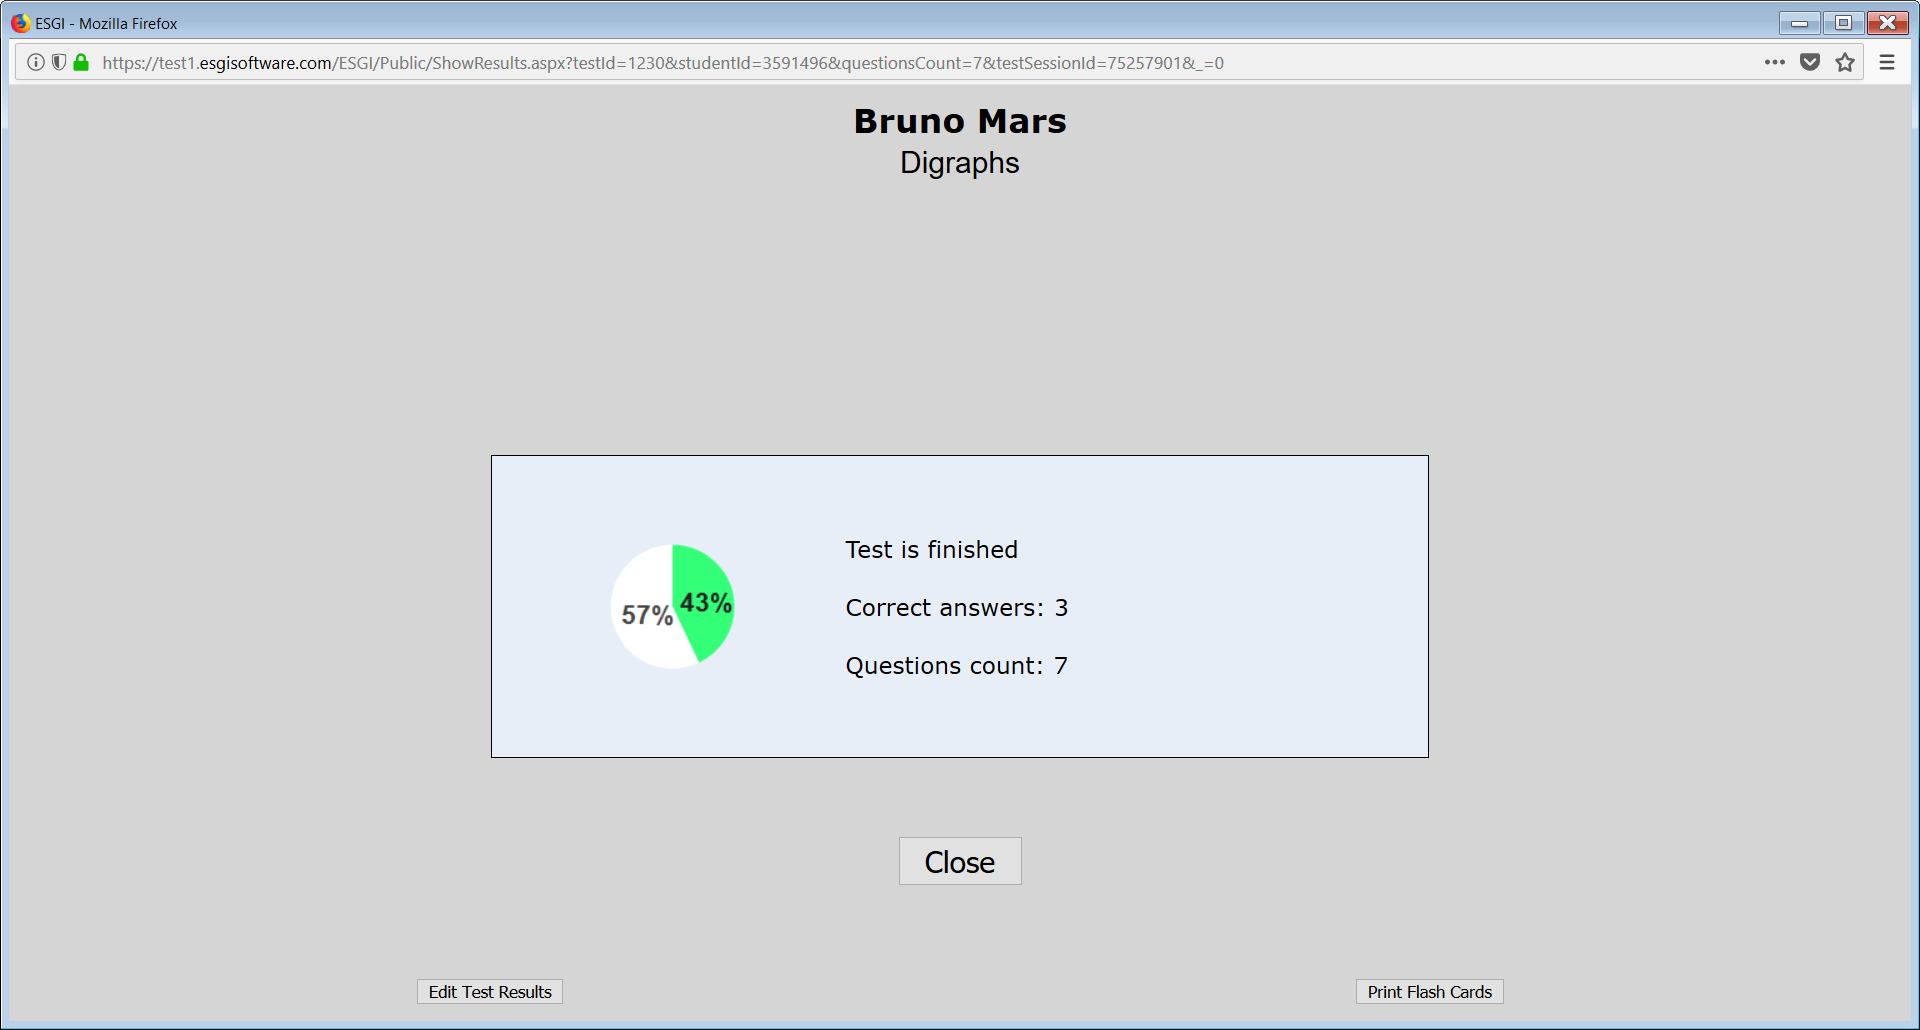 ESGI - Mozilla Firefox
https://test1.esgisoftware.com/ESGI/Public/ShowResults.aspx?testId=1230&studentId=3591496&questionsCount=7&testSessionId=75257901&_=0
Bruno Mars
Digraphs
57% 43%
Test is finished
Correct answers: 3
Questions count: 7
Close
Edit Test Results
Print Flash Cards